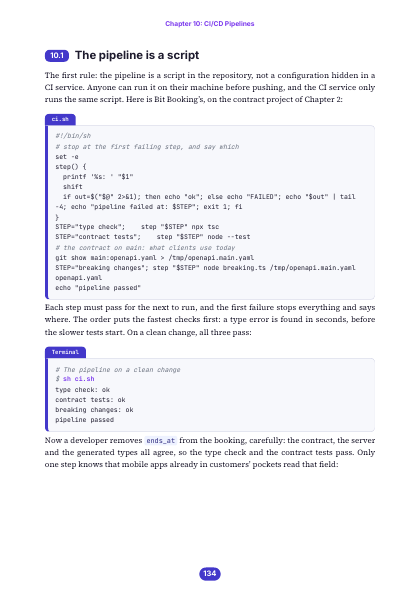 Chapter 10: CI/CD Pipelines
10.1 The pipeline is a script
The first rule: the pipeline is a script in the repository, not a configuration hidden in a
CI service. Anyone can run it on their machine before pushing, and the CI service only
runs the same script. Here is Bit Booking's, on the contract project of Chapter 2:
ci.sh
#!/bin/sh
# stop at the first failing step, and say which
set -e
step() {
  printf '%s: ' "$1"
  shift
  if out=$("$@" 2>&1); then echo "ok"; else echo "FAILED"; echo "$out" | tail
-4; echo "pipeline failed at: $STEP"; exit 1; fi
}
STEP="type check";    step "$STEP" npx tsc
STEP="contract tests";    step "$STEP" node --test
# the contract on main: what clients use today
git show main:openapi.yaml > /tmp/openapi.main.yaml
STEP="breaking changes"; step "$STEP" node breaking.ts /tmp/openapi.main.yaml
openapi.yaml
echo "pipeline passed"
Each step must pass for the next to run, and the first failure stops everything and says
where. The order puts the fastest checks first: a type error is found in seconds, before
the slower tests start. On a clean change, all three pass:
Terminal
# The pipeline on a clean change
$ sh ci.sh
type check: ok
contract tests: ok
breaking changes: ok
pipeline passed
Now a developer removes ends_at from the booking, carefully: the contract, the server
and the generated types all agree, so the type check and the contract tests pass. Only
one step knows that mobile apps already in customers' pockets read that field:
134